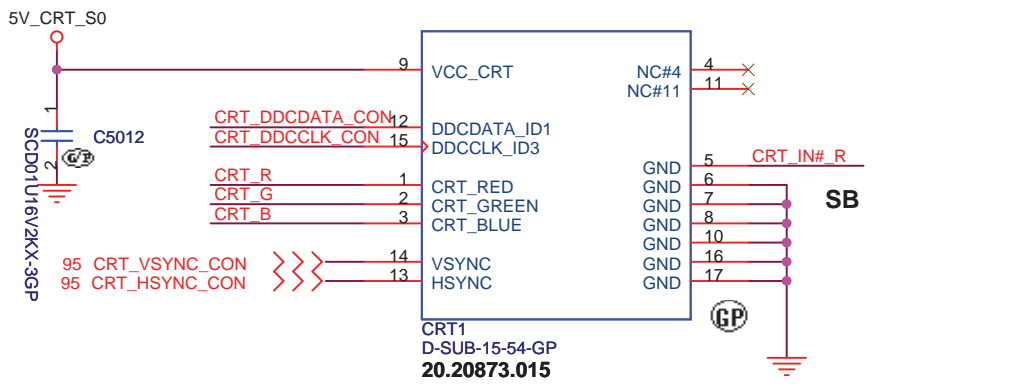 5V_CRT_S0
9 VCC_CRT
1
2
SCD01U16V2KX-3GP
C5012
G/P
CRT_DDCDATA_CON 12 DDCDATA_ID1
CRT_DDCCLK_CON 15 DDCCLK_ID3
CRT_R 1 CRT_RED
CRT_G 2 CRT_GREEN
CRT_B 3 CRT_BLUE
95 CRT_VSYNC_CON 14 VSYNC
95 CRT_HSYNC_CON 13 HSYNC
NC#4 4
NC#11 11
GND 5 CRT_IN#_R
GND 6
GND 7
GND 8
GND 10
GND 16
GND 17
SB
GP
CRT1
D-SUB-15-54-GP
20.20873.015